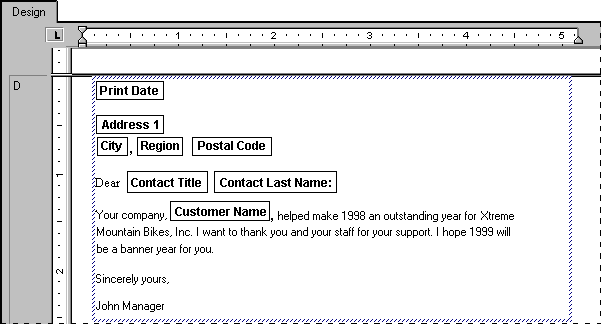 Design
L 1 2 3 4 5
D
Print Date
Address 1
City , Region Postal Code
1
Dear Contact Title Contact Last Name:
Your company, Customer Name , helped make 1998 an outstanding year for Xtreme
Mountain Bikes, Inc. I want to thank you and your staff for your support. I hope 1999 will
be a banner year for you.
2
Sincerely yours,
John Manager